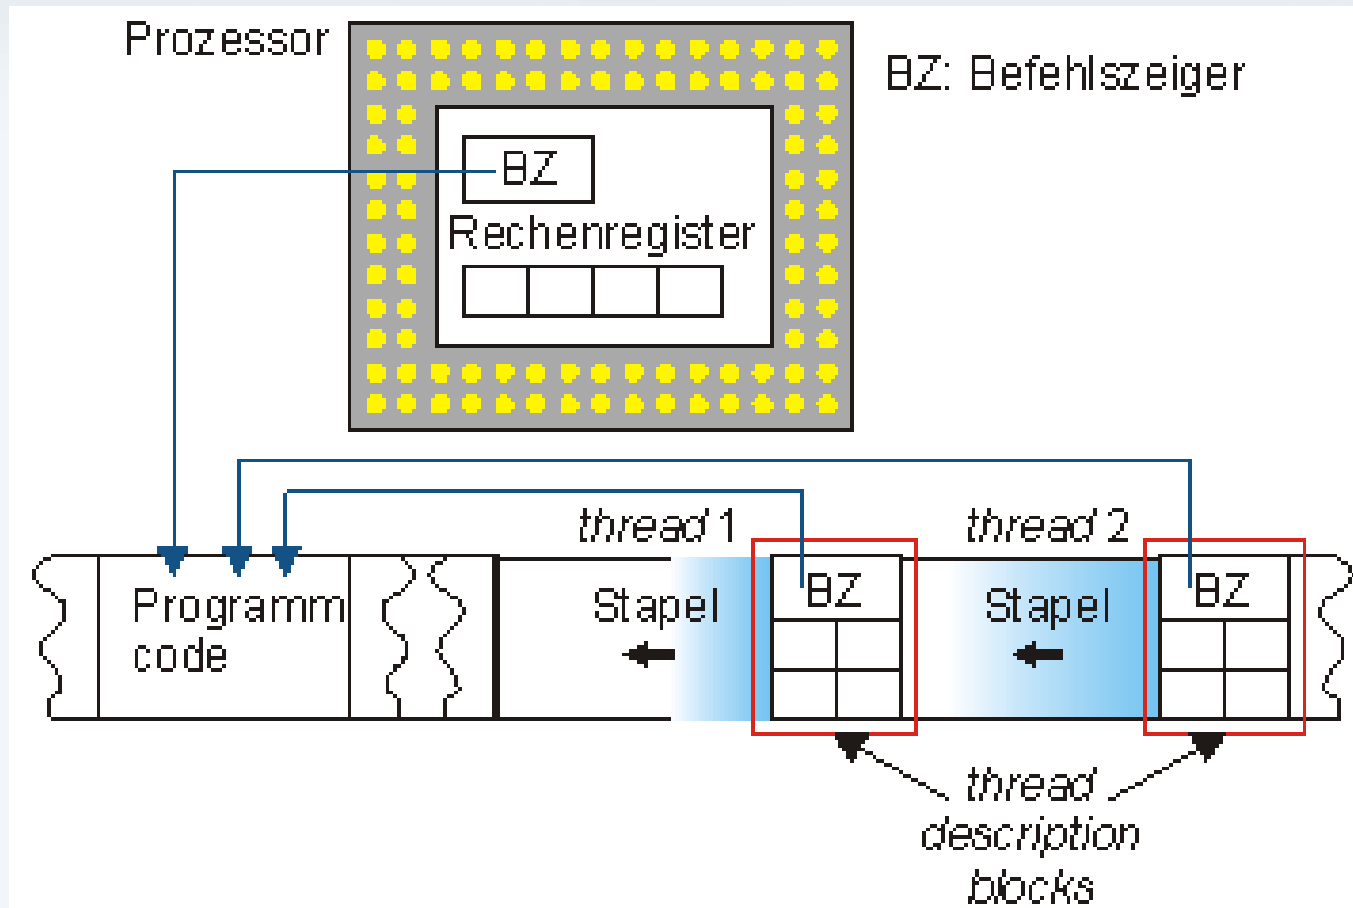 Prozessor
BZ: Befehlszeiger
BZ
Rechenregister
thread 1
thread 2
Programm
code
Stapel
BZ
Stapel
BZ
thread
description
blocks